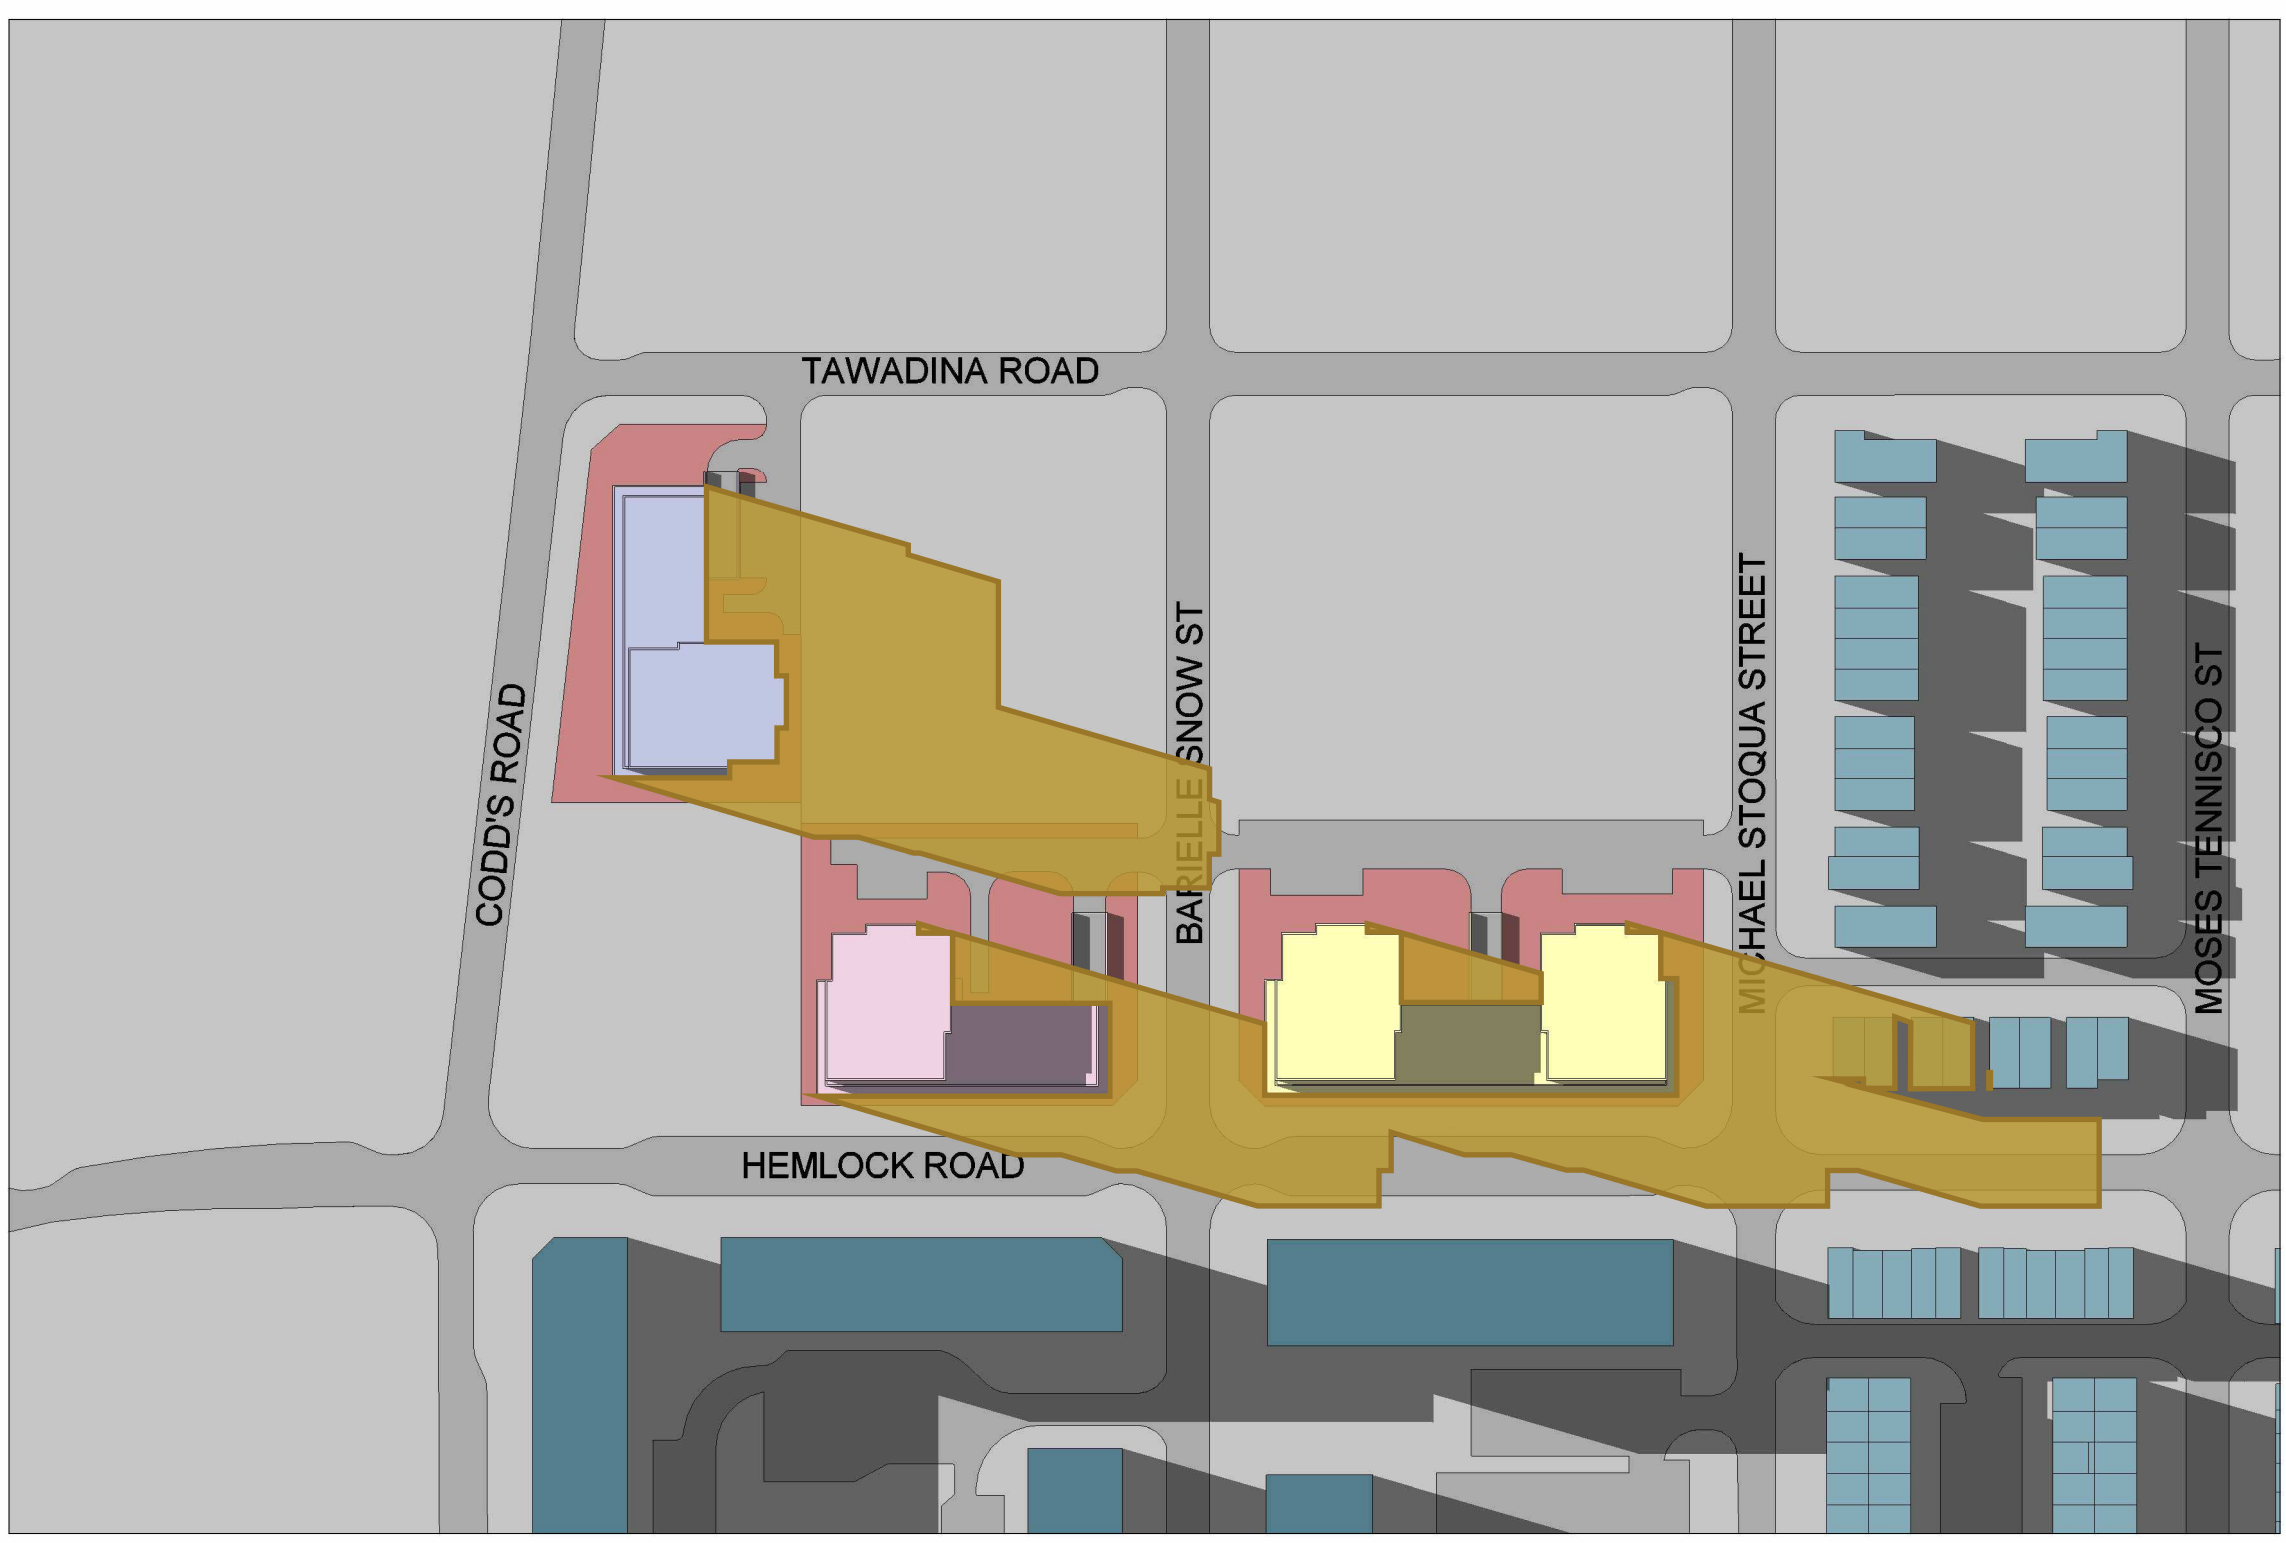 TAWADINA ROAD
CODD'S ROAD
BARIELLE SNOW ST
MICHAEL STOQUA STREET
MOSES TENNISCO ST
HEMLOCK ROAD